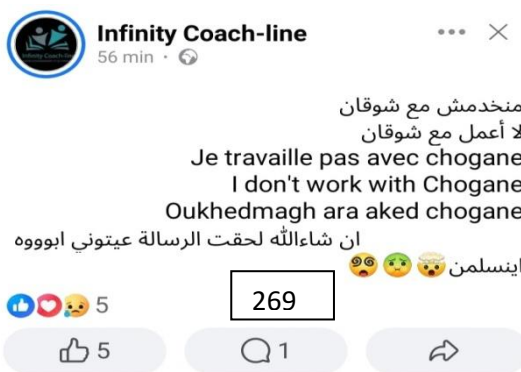 Infinity Coach-line
56 min
منخدمش مع شوقان
لا أعمل مع شوقان
Je travaille pas avec chogane
I don't work with Chogane
Oukhedmagh ara aked chogane
ان شاءالله لحقت الرسالة عيتوني ابوووه
اينسلمن🤯🤢😵‍💫
5
269
5
1